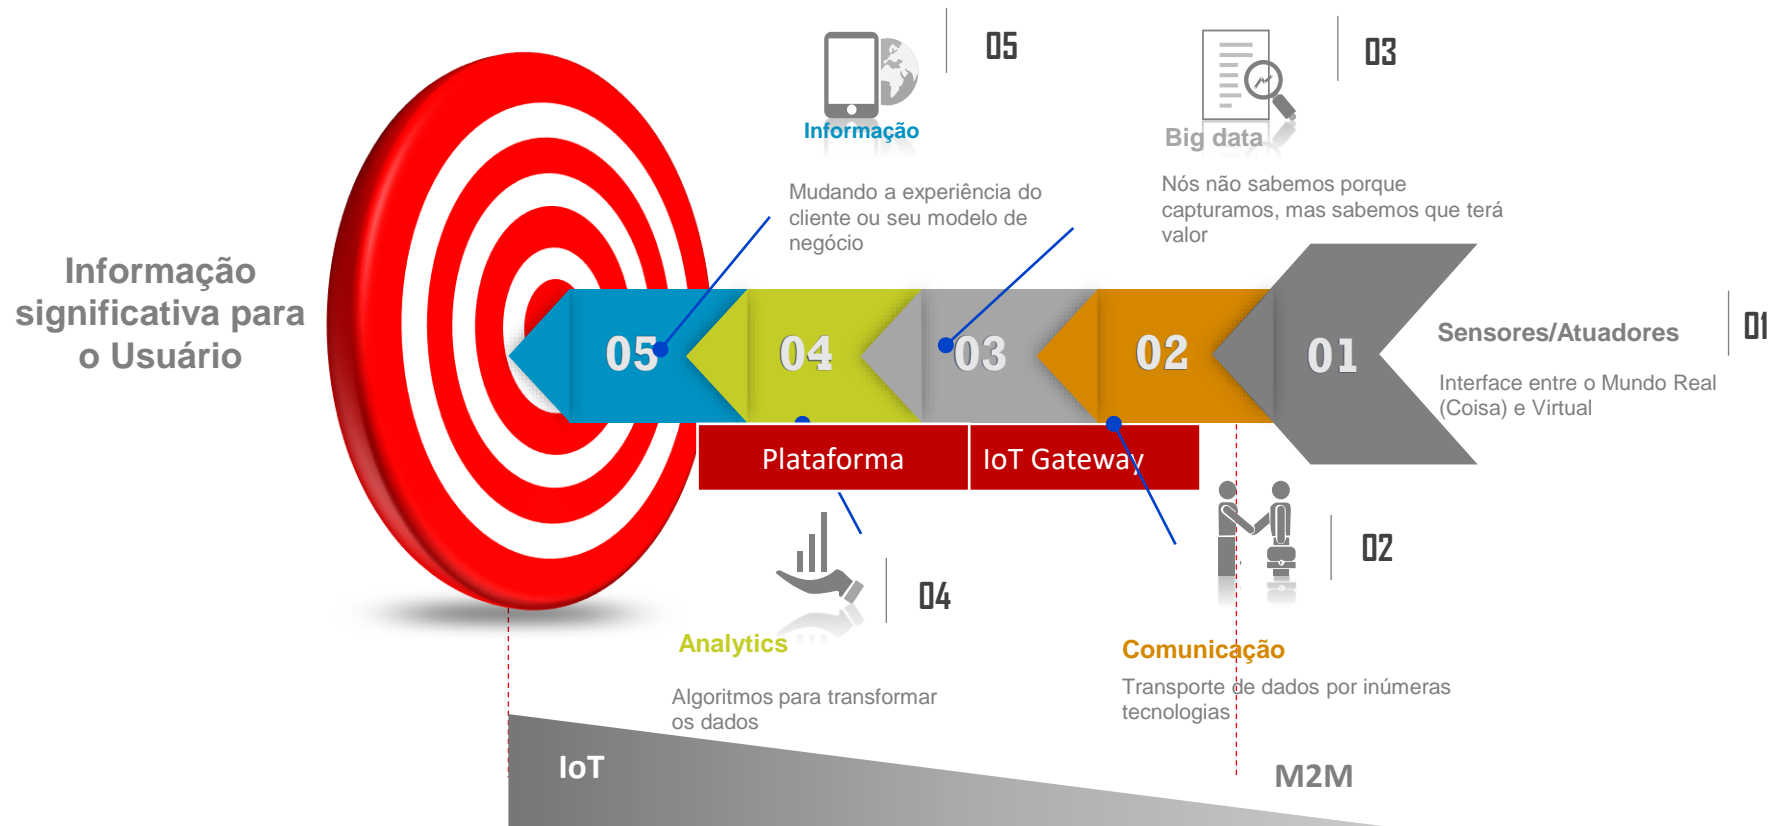 05
Informação
Mudando a experiência do
cliente ou seu modelo de
negócio
03
Big data
Nós não sabemos porque
capturamos, mas sabemos que terá
valor
Informação
significativa para
o Usuário
05
04
03
02
01
Sensores/Atuadores
01
Interface entre o Mundo Real
(Coisa) e Virtual
Plataforma
IoT Gateway
04
Analytics
Algoritmos para transformar
os dados
02
Comunicação
Transporte de dados por inúmeras
tecnologias
IoT
M2M